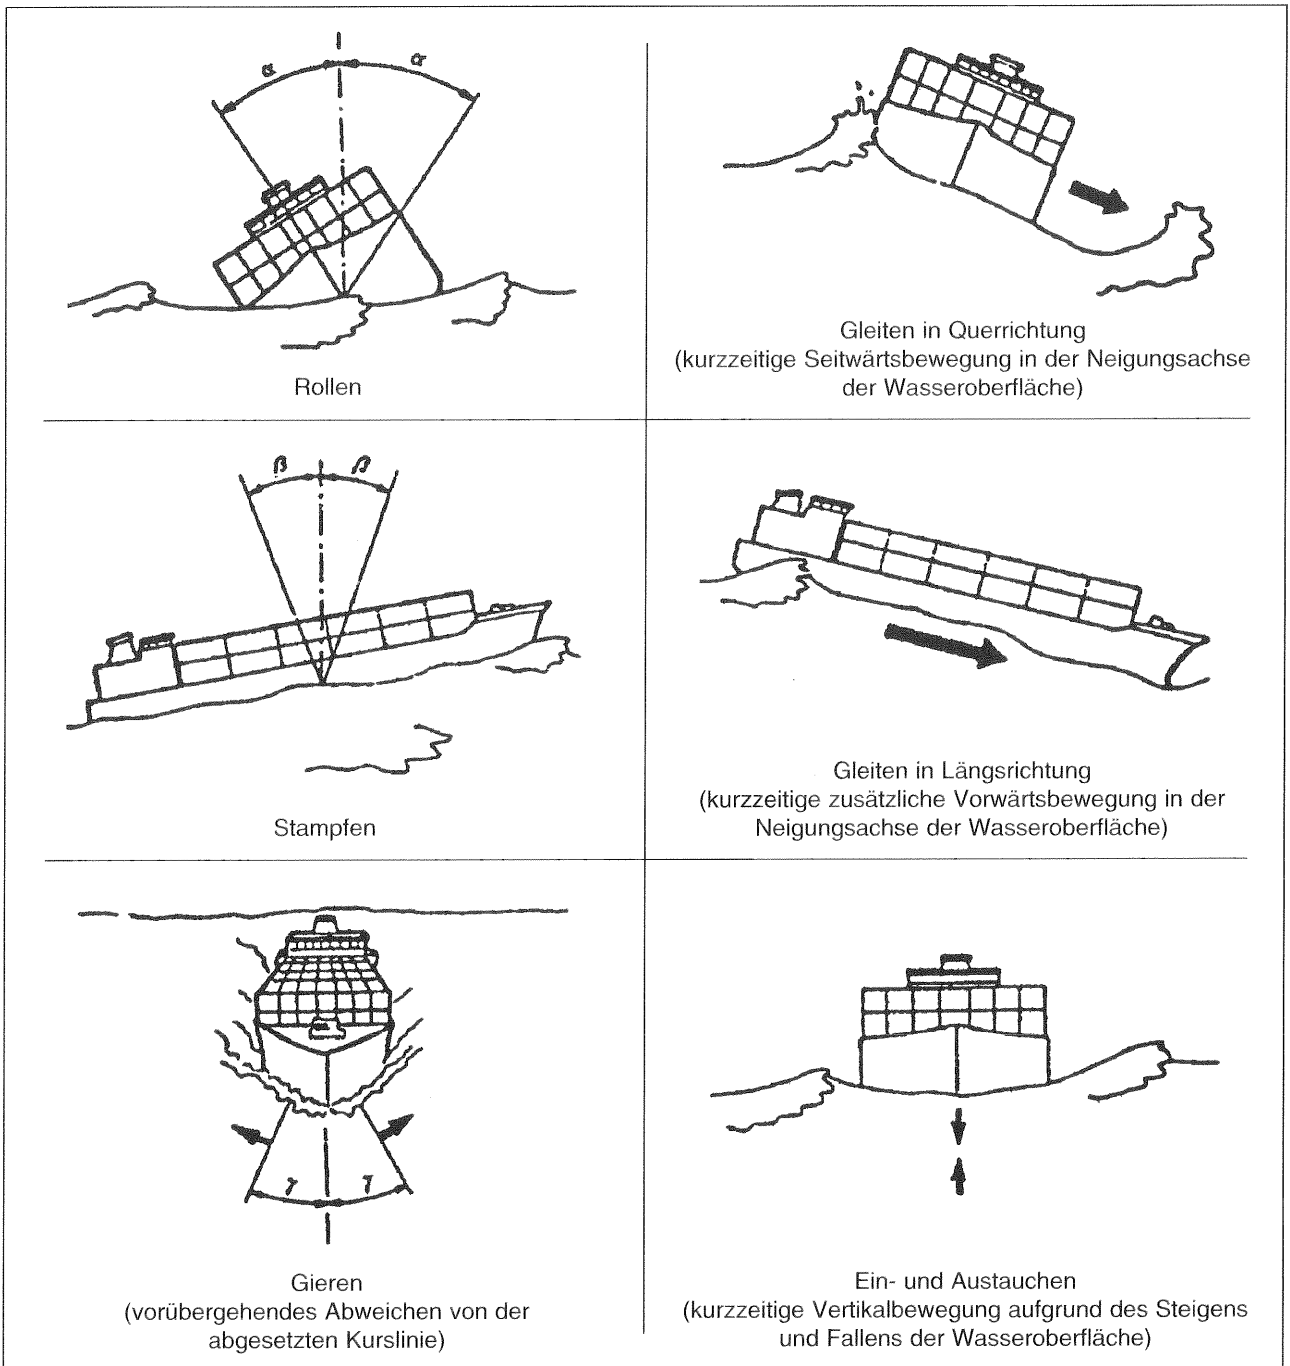 α α
Rollen
Gleiten in Querrichtung
(kurzzeitige Seitwärtsbewegung in der Neigungsachse
der Wasseroberfläche)
β β
Stampfen
Gleiten in Längsrichtung
(kurzzeitige zusätzliche Vorwärtsbewegung in der
Neigungsachse der Wasseroberfläche)
γ γ
Gieren
(vorübergehendes Abweichen von der
abgesetzten Kurslinie)
Ein- und Austauchen
(kurzzeitige Vertikalbewegung aufgrund des Steigens
und Fallens der Wasseroberfläche)